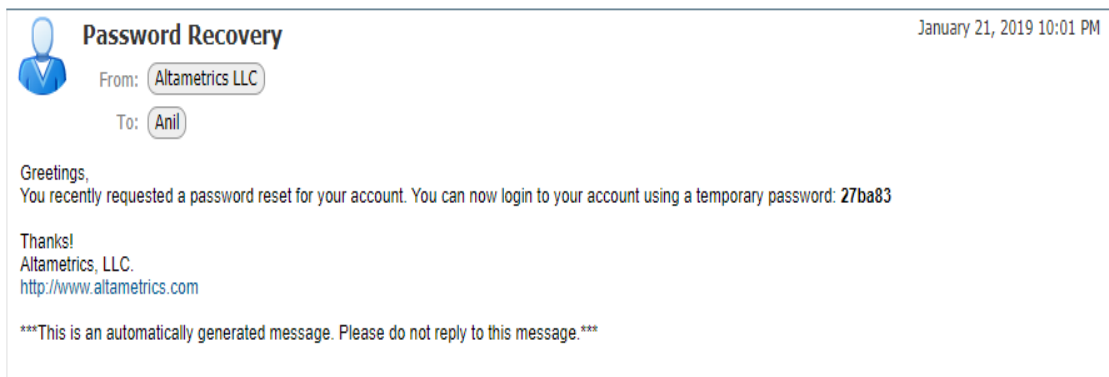 Password Recovery
January 21, 2019 10:01 PM
From: Altametrics LLC
To: Anil
Greetings,
You recently requested a password reset for your account. You can now login to your account using a temporary password: 27ba83
Thanks!
Altametrics, LLC.
http://www.altametrics.com
***This is an automatically generated message. Please do not reply to this message.***